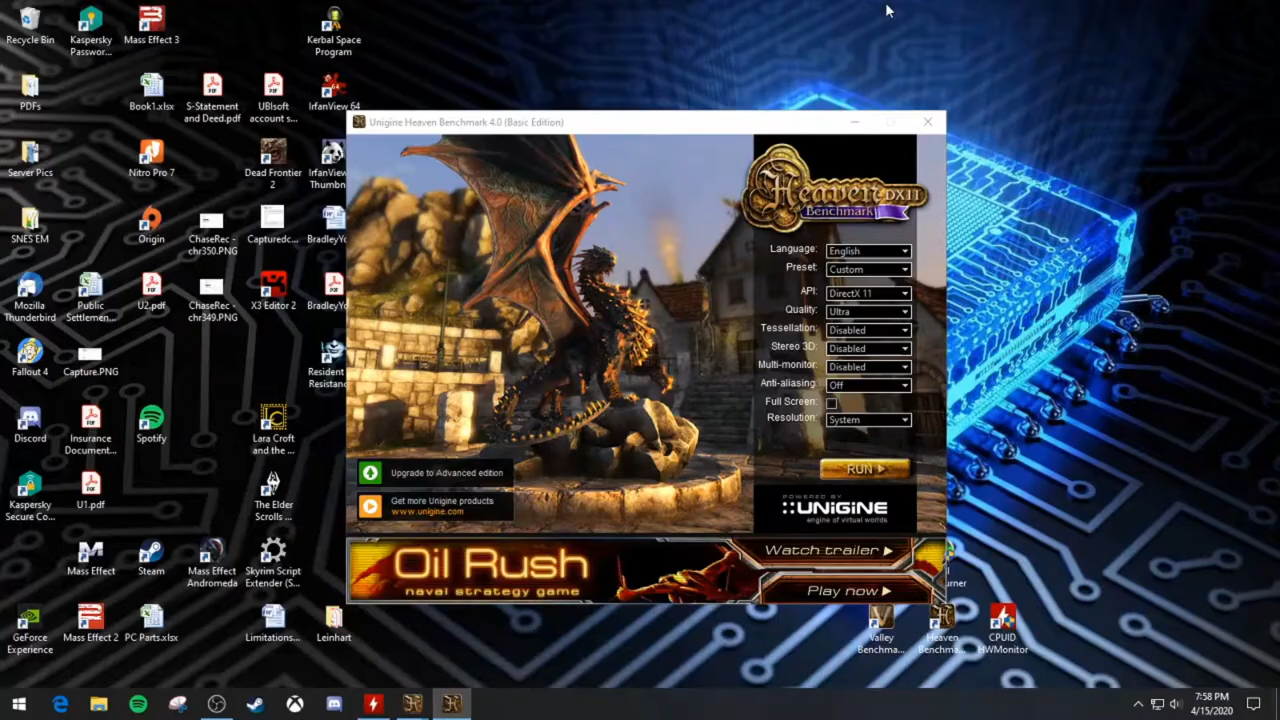 Recycle Bin
Kaspersky
Passwor...
Mass Effect 3
Kerbal Space
Program
PDFs
Book1.xlsx
S-Statement
and Deed.pdf
UBIsoft
account s...
IrfanView 64
Server Pics
Nitro Pro 7
Dead Frontier
2
IrfanView
Thumbn
SNES EM
Origin
ChaseRec -
chr350.PNG
Capturedc...
BradleyYo
Mozilla
Thunderbird
Public
Settlemen...
U2.pdf
ChaseRec -
chr349.PNG
X3 Editor 2
BradleyYo
Fallout 4
Capture.PNG
Resident
Resistanc
Discord
Insurance
Document...
Spotify
Lara Croft
and the ...
Kaspersky
Secure Co...
U1.pdf
The Elder
Scrolls ...
Mass Effect
Steam
Mass Effect
Andromeda
Skyrim Script
Extender (S...
GeForce
Experience
Mass Effect 2
PC Parts.xlsx
Limitations...
Leinhart
Unigine Heaven Benchmark 4.0 (Basic Edition)
Heaven DX11
Benchmark
Language: English
Preset: Custom
API: DirectX 11
Quality: Ultra
Tessellation: Disabled
Stereo 3D: Disabled
Multi-monitor: Disabled
Anti-aliasing: Off
Full Screen:
Resolution: System
RUN
Upgrade to Advanced edition
Get more Unigine products
www.unigine.com
POWERED BY
UNiGiNE
engine of virtual worlds
Oil Rush
naval strategy game
Watch trailer
Play now
urner
Valley
Benchma...
Heaven
Benchma...
CPUID
HWMonitor
7:58 PM
4/15/2020